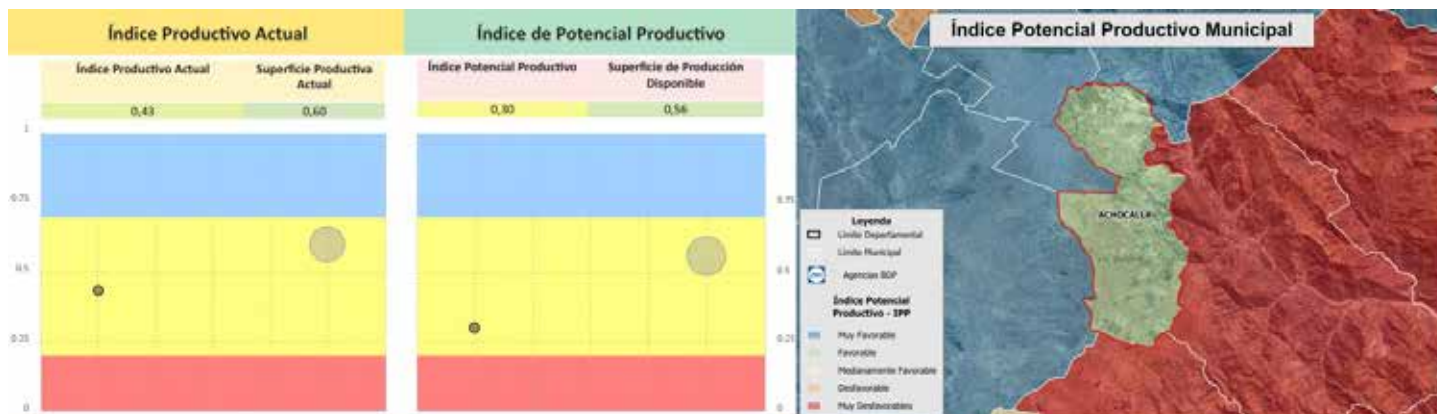 Índice Productivo Actual
Índice de Potencial Productivo
Índice Productivo Actual
Superficie Productiva
Actual
0,43
0,60
Índice Potencial Productivo
Superficie de Producción
Disponible
0,30
0,56
1
0.75
0.5
0.25
0
0.75
0.5
0.25
0
Índice Potencial Productivo Municipal
ACHOCALLA
Leyenda
Límite Departamental
Límite Municipal
Agencias BDP
Índice Potencial
Productivo - IPP
Muy Favorable
Favorable
Medianamente Favorable
Desfavorable
Muy Desfavorables